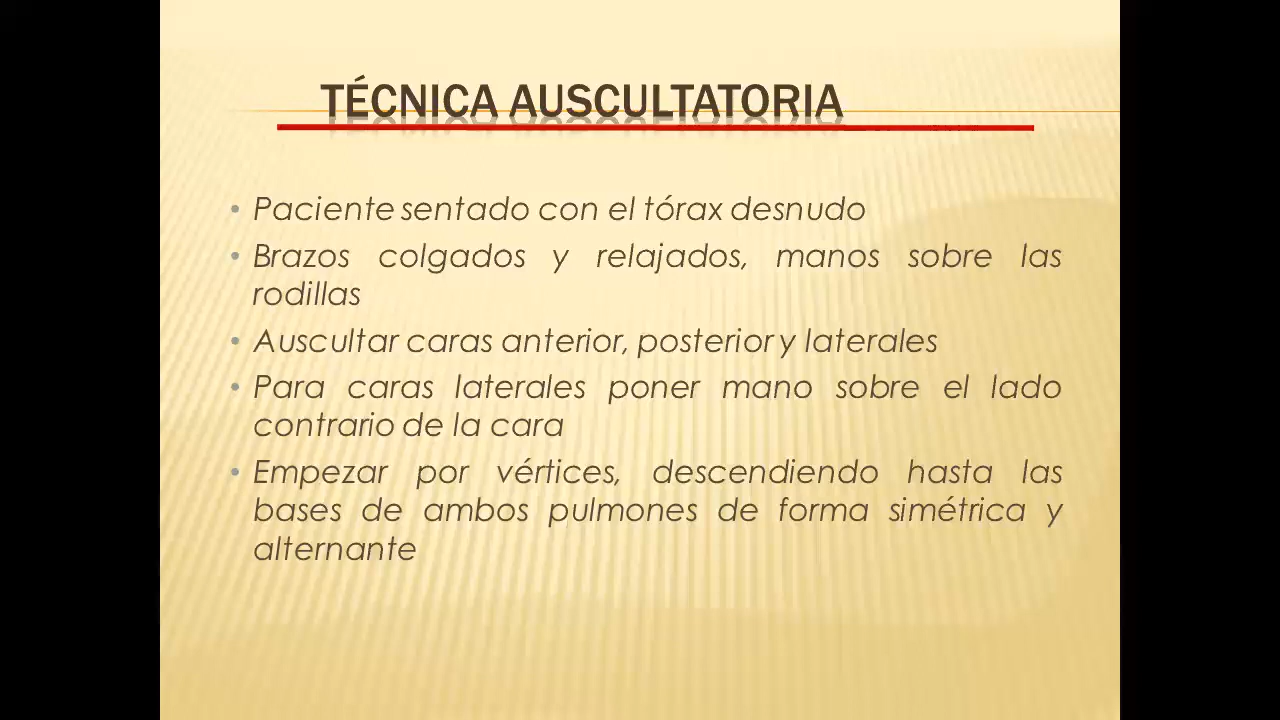 TÉCNICA AUSCULTATORIA
• Paciente sentado con el tórax desnudo
• Brazos colgados y relajados, manos sobre las
rodillas
• Auscultar caras anterior, posterior y laterales
• Para caras laterales poner mano sobre el lado
contrario de la cara
• Empezar por vértices, descendiendo hasta las
bases de ambos pulmones de forma simétrica y
alternante